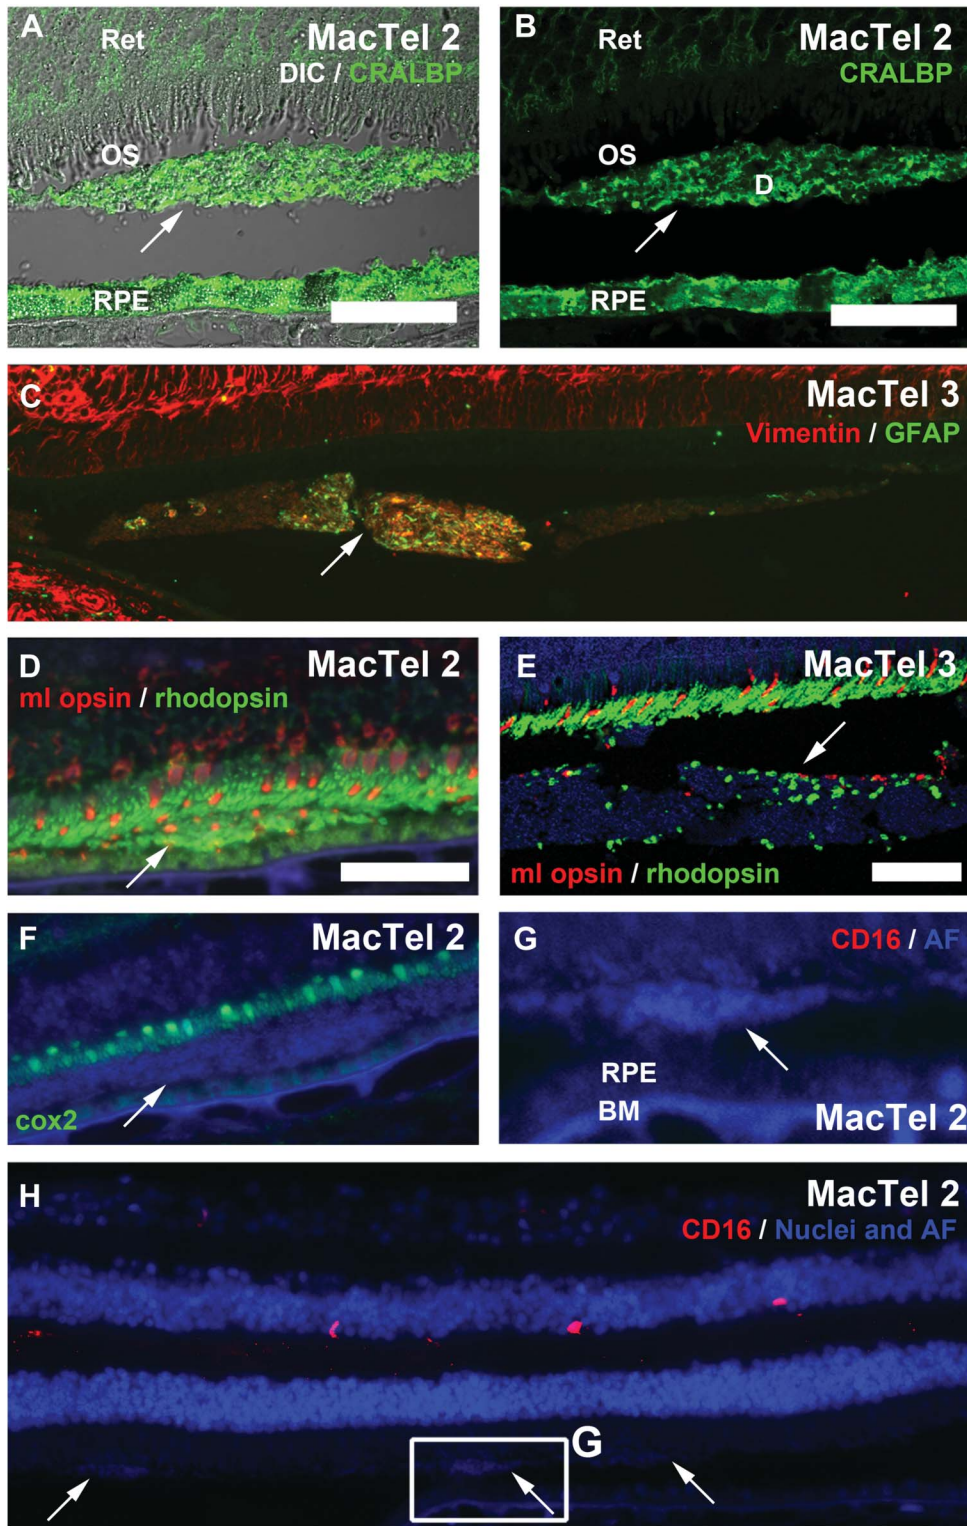 A
Ret
MacTel 2
DIC / CRALBP
OS
RPE
B
Ret
MacTel 2
CRALBP
OS
D
RPE
C
MacTel 3
Vimentin / GFAP
D
MacTel 2
ml opsin / rhodopsin
E
MacTel 3
ml opsin / rhodopsin
F
MacTel 2
cox2
G
CD16 / AF
RPE
BM
MacTel 2
H
MacTel 2
CD16 / Nuclei and AF
G